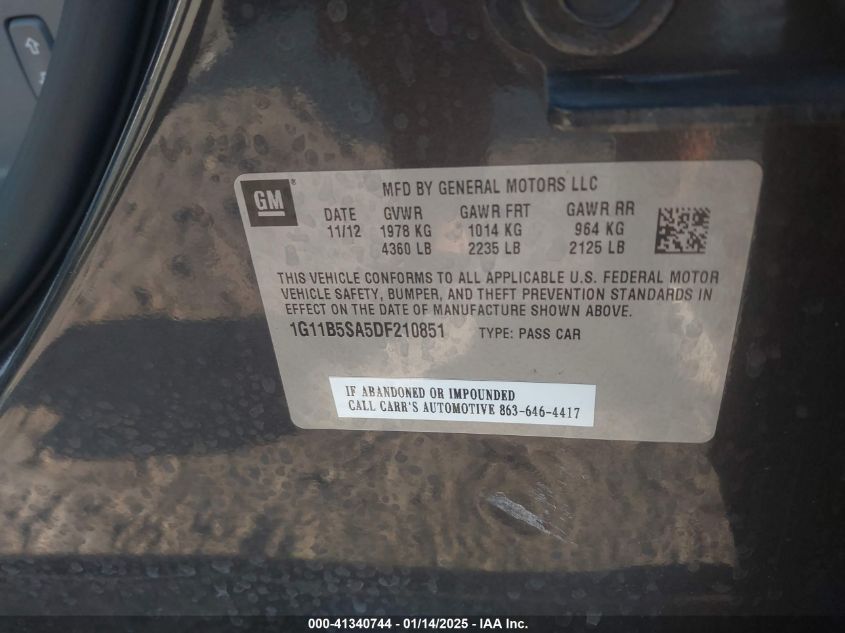 GM
MFD BY GENERAL MOTORS LLC
DATE GVWR GAWR FRT GAWR RR
11/12 1978 KG 1014 KG 964 KG
4360 LB 2235 LB 2125 LB
THIS VEHICLE CONFORMS TO ALL APPLICABLE U.S. FEDERAL MOTOR
VEHICLE SAFETY, BUMPER, AND THEFT PREVENTION STANDARDS IN
EFFECT ON THE DATE OF MANUFACTURE SHOWN ABOVE.
1G11B5SA5DF210851 TYPE: PASS CAR
IF ABANDONED OR IMPOUNDED
CALL CARR'S AUTOMOTIVE 863-646-4417
000-41340744 - 01/14/2025 - IAA Inc.